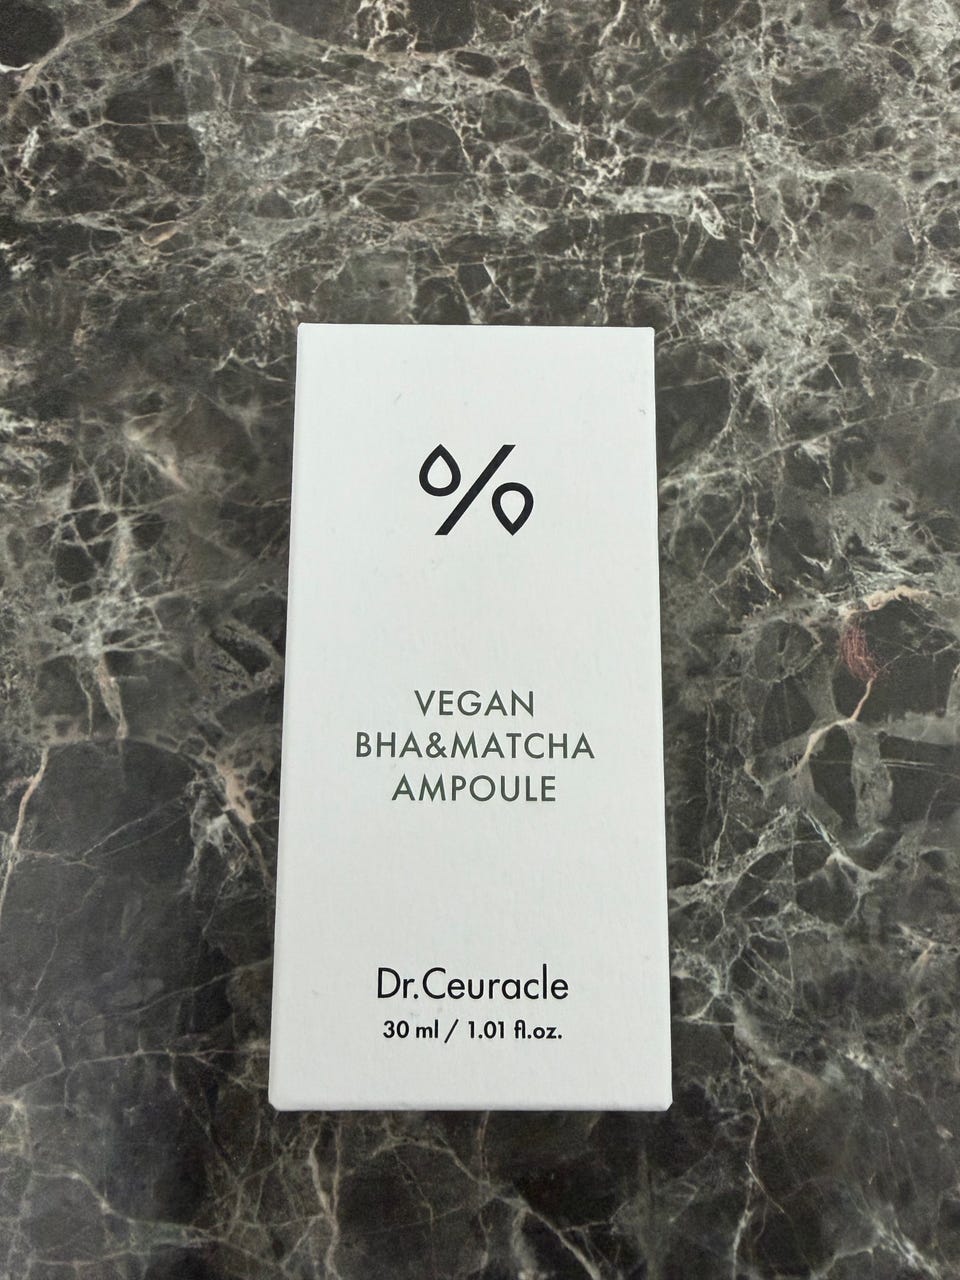 %
VEGAN
BHA&MATCHA
AMPOULE
Dr.Ceuracle
30 ml / 1.01 fl.oz.